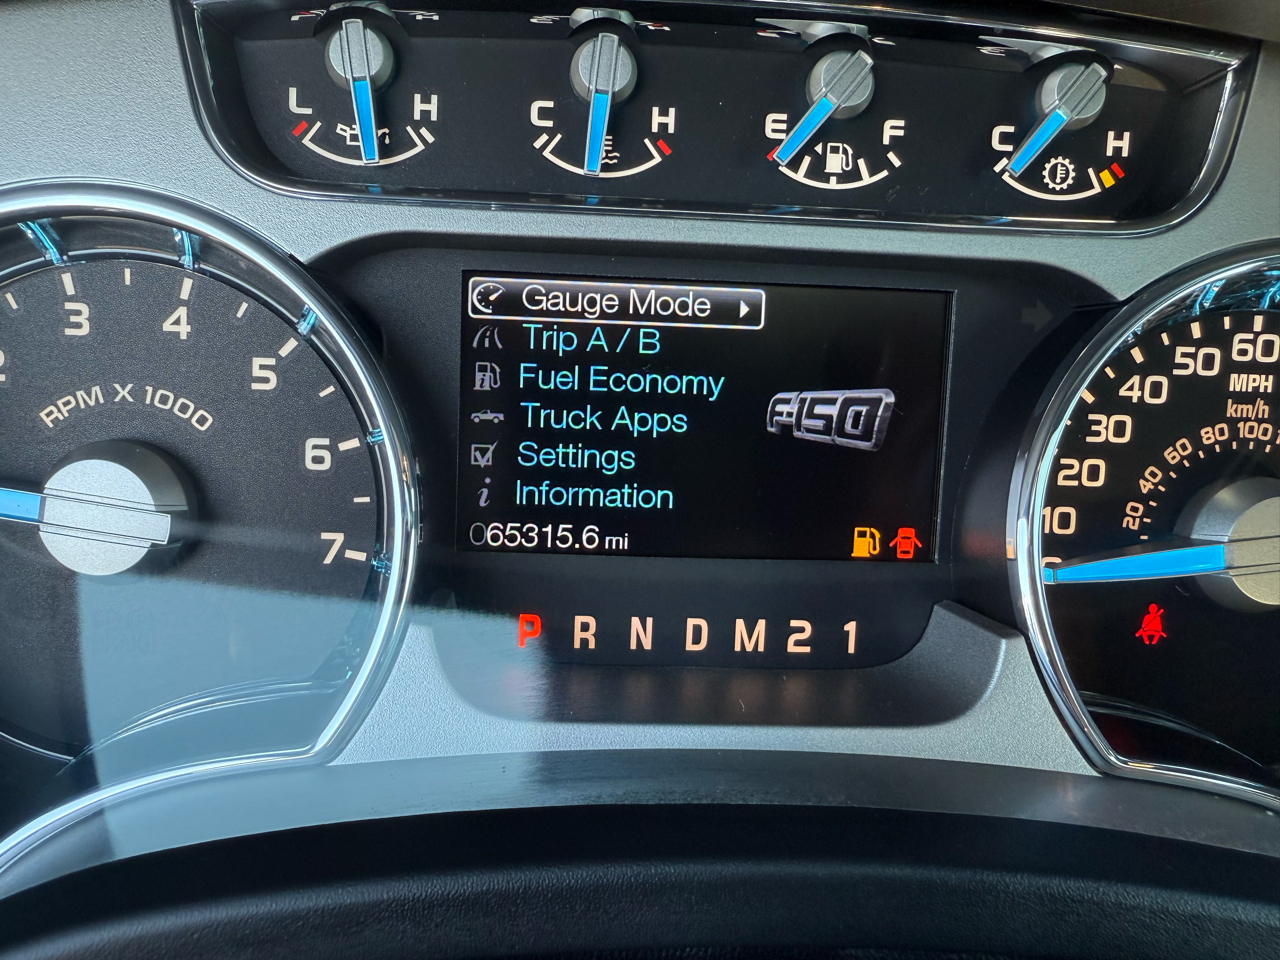 L H
C H
E F
C H
Gauge Mode
Trip A / B
Fuel Economy
Truck Apps
Settings
Information
F-150
065315.6 mi
P R N D M 2 1
3 4 5 6 7
RPM X 1000
10 20 30 40 50 60
MPH
km/h
20 40 60 80 100